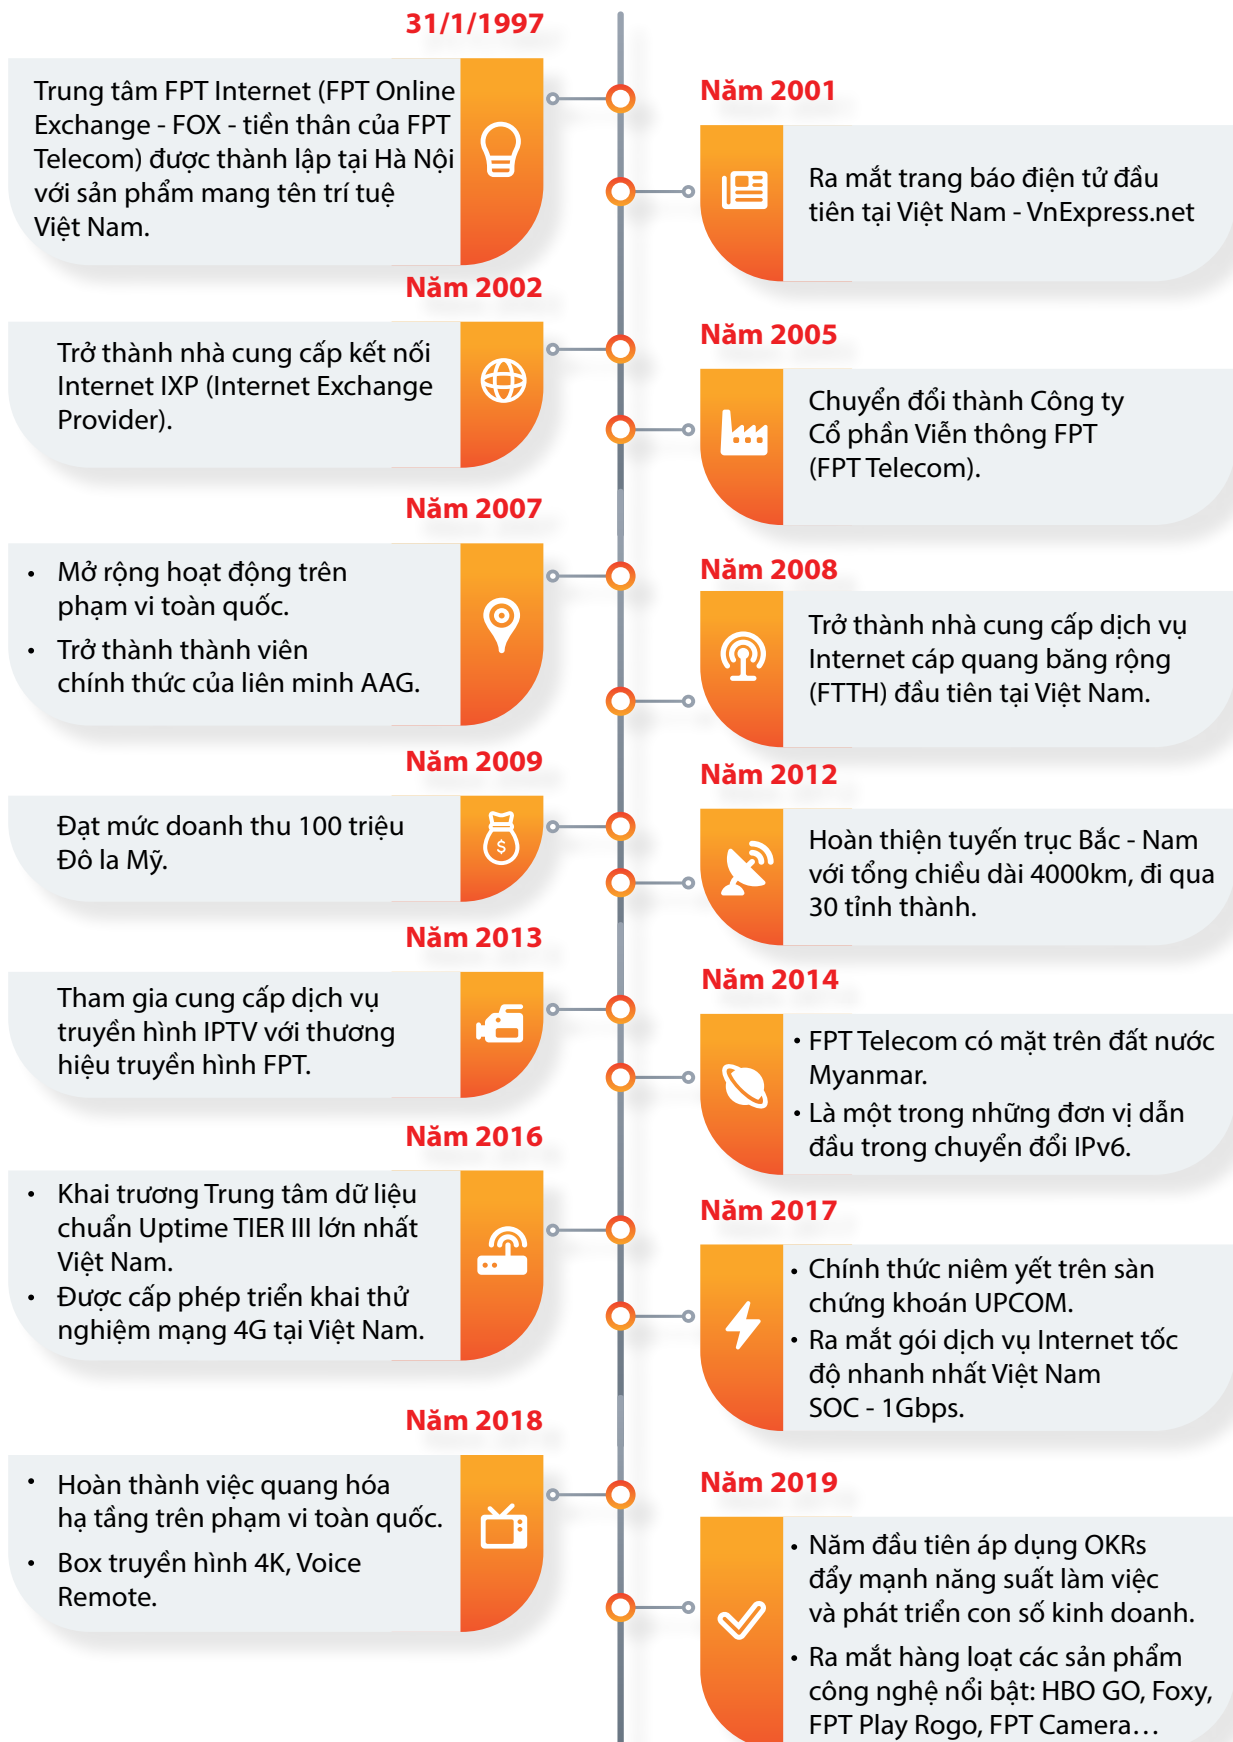 31/1/1997
Trung tâm FPT Internet (FPT Online
Exchange - FOX - tiền thân của FPT
Telecom) được thành lập tại Hà Nội
với sản phẩm mang tên trí tuệ
Việt Nam.
Năm 2001
Ra mắt trang báo điện tử đầu
tiên tại Việt Nam - VnExpress.net
Năm 2002
Trở thành nhà cung cấp kết nối
Internet IXP (Internet Exchange
Provider).
Năm 2005
Chuyển đổi thành Công ty
Cổ phần Viễn thông FPT
(FPT Telecom).
Năm 2007
• Mở rộng hoạt động trên
phạm vi toàn quốc.
• Trở thành thành viên
chính thức của liên minh AAG.
Năm 2008
Trở thành nhà cung cấp dịch vụ
Internet cáp quang băng rộng
(FTTH) đầu tiên tại Việt Nam.
Năm 2009
Đạt mức doanh thu 100 triệu
Đô la Mỹ.
Năm 2012
Hoàn thiện tuyến trục Bắc - Nam
với tổng chiều dài 4000km, đi qua
30 tỉnh thành.
Năm 2013
Tham gia cung cấp dịch vụ
truyền hình IPTV với thương
hiệu truyền hình FPT.
Năm 2014
• FPT Telecom có mặt trên đất nước
Myanmar.
• Là một trong những đơn vị dẫn
đầu trong chuyển đổi IPv6.
Năm 2016
• Khai trương Trung tâm dữ liệu
chuẩn Uptime TIER III lớn nhất
Việt Nam.
• Được cấp phép triển khai thử
nghiệm mạng 4G tại Việt Nam.
Năm 2017
• Chính thức niêm yết trên sàn
chứng khoán UPCOM.
• Ra mắt gói dịch vụ Internet tốc
độ nhanh nhất Việt Nam
SOC - 1Gbps.
Năm 2018
• Hoàn thành việc quang hóa
hạ tầng trên phạm vi toàn quốc.
• Box truyền hình 4K, Voice
Remote.
Năm 2019
• Năm đầu tiên áp dụng OKRs
đẩy mạnh năng suất làm việc
và phát triển con số kinh doanh.
• Ra mắt hàng loạt các sản phẩm
công nghệ nổi bật: HBO GO, Foxy,
FPT Play Rogo, FPT Camera…